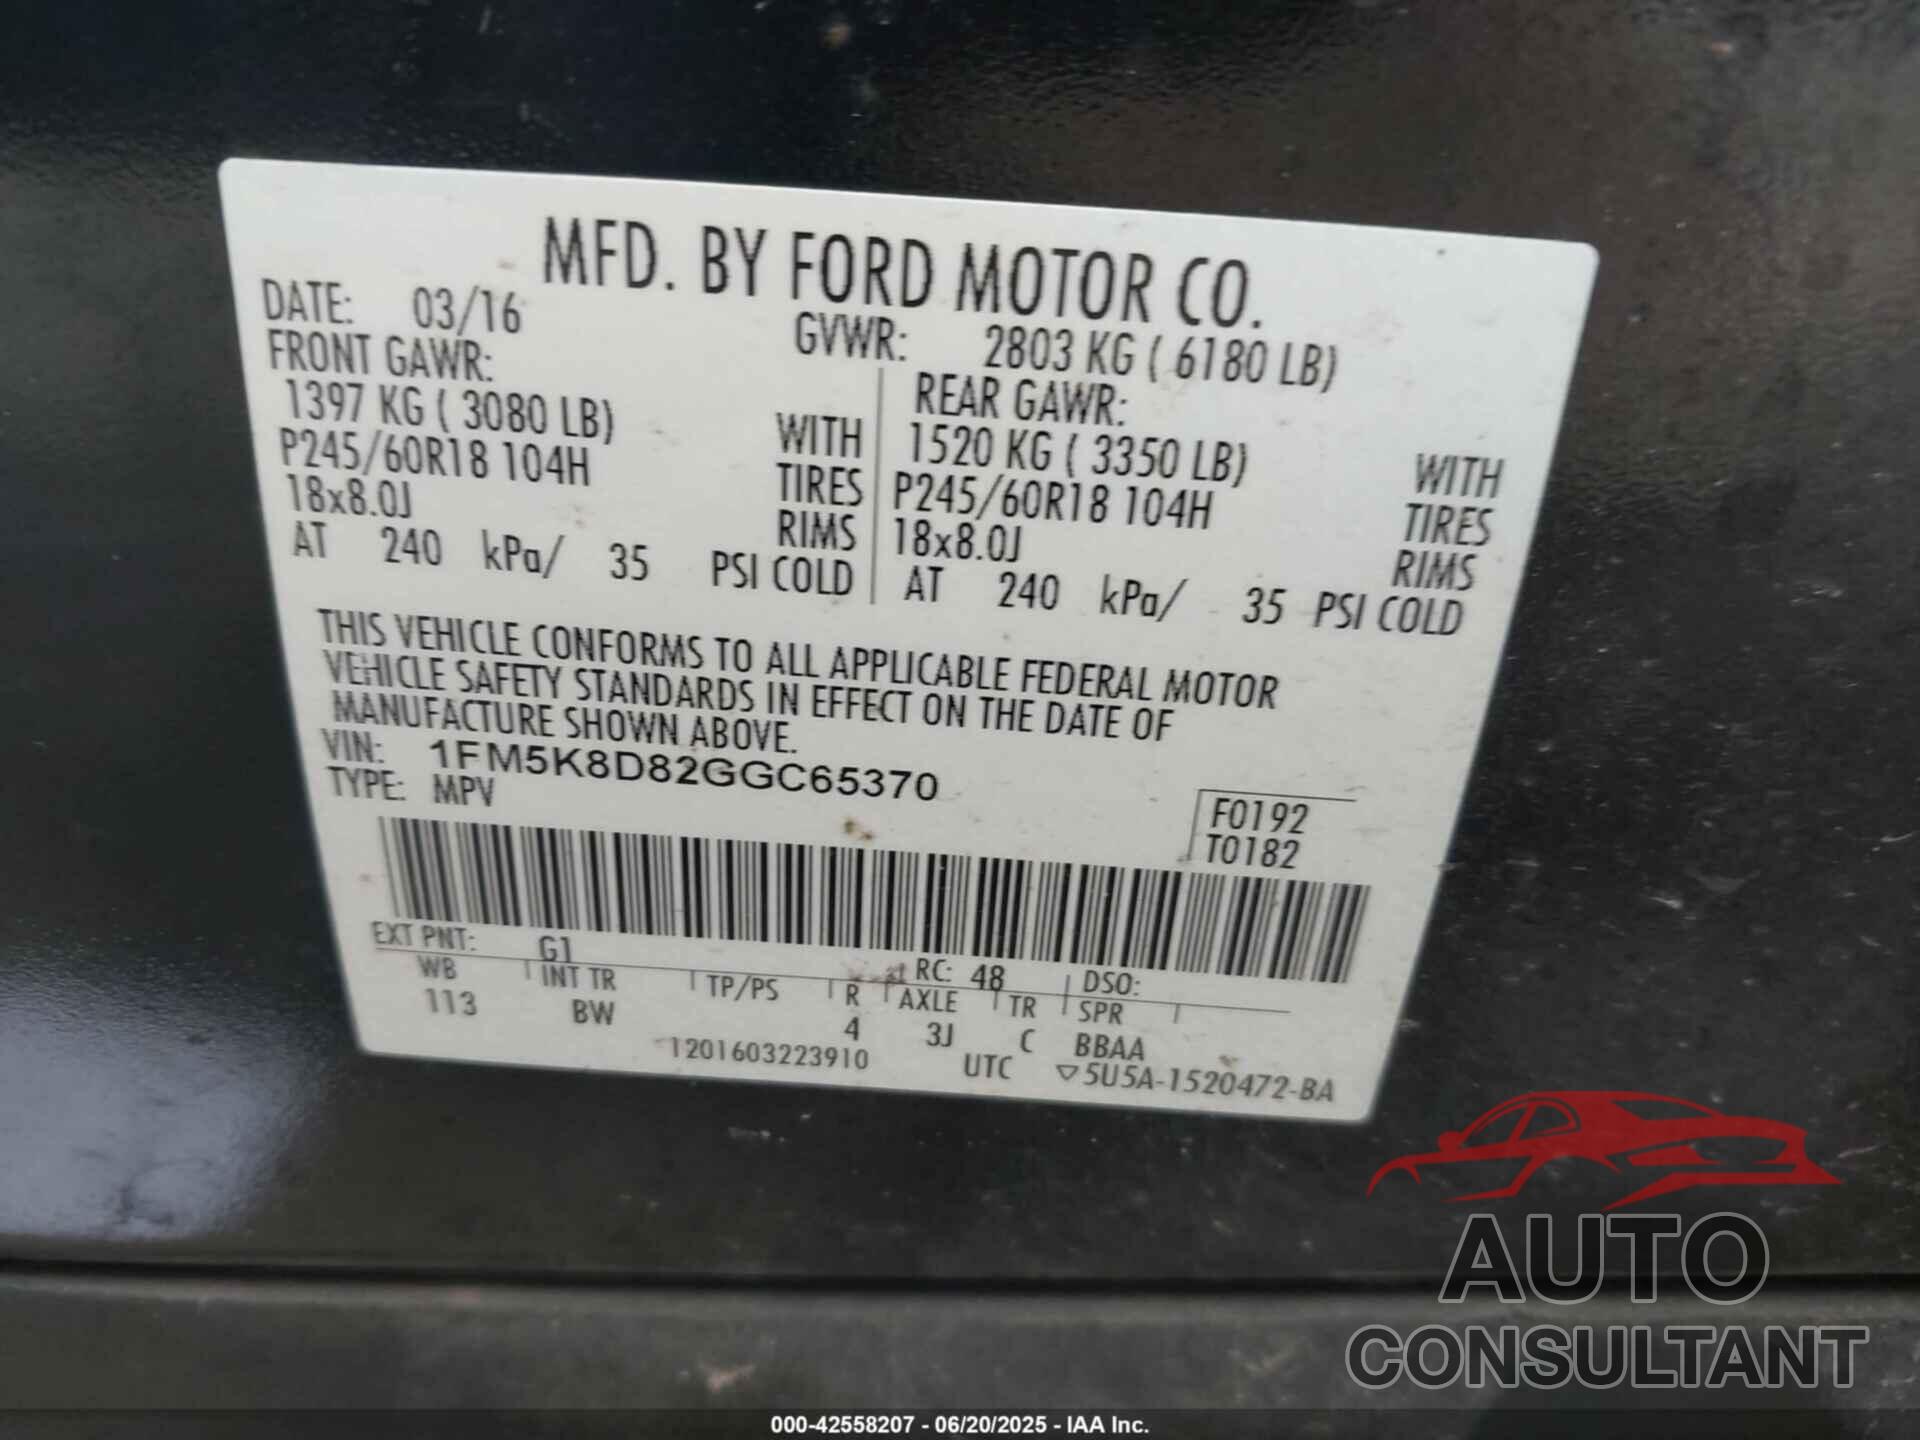 MFD. BY FORD MOTOR CO.
DATE: 03/16 GVWR: 2803 KG ( 6180 LB)
FRONT GAWR: REAR GAWR:
1397 KG ( 3080 LB) WITH 1520 KG ( 3350 LB) WITH
P245/60R18 104H TIRES P245/60R18 104H TIRES
18x8.0J RIMS 18x8.0J RIMS
AT 240 kPa/ 35 PSI COLD AT 240 kPa/ 35 PSI COLD
THIS VEHICLE CONFORMS TO ALL APPLICABLE FEDERAL MOTOR
VEHICLE SAFETY STANDARDS IN EFFECT ON THE DATE OF
MANUFACTURE SHOWN ABOVE.
VIN: 1FM5K8D82GGC65370
TYPE: MPV
F0192
T0182
EXT PNT: G1 RC: 48 DSO:
WB INT TR TP/PS R AXLE TR SPR
113 BW 4 3J C BBAA
1201603223910 UTC ▽5U5A-1520472-BA
AUTO
CONSULTANT
000-42558207 - 06/20/2025 - IAA Inc.